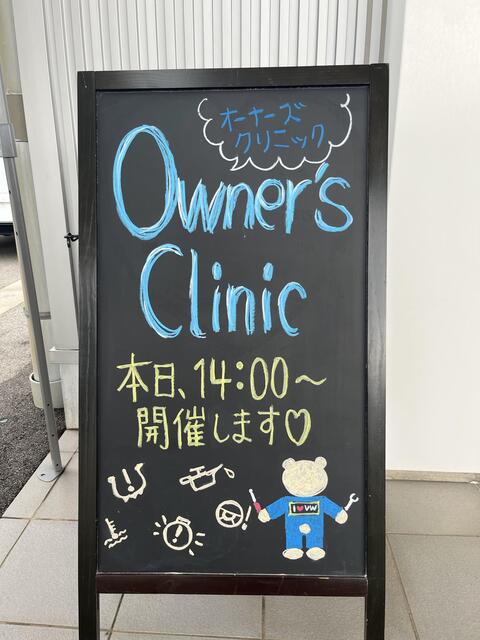 オーナーズ
クリニック
Owner's
Clinic
本日、14:00～
開催します♡
I♥VW